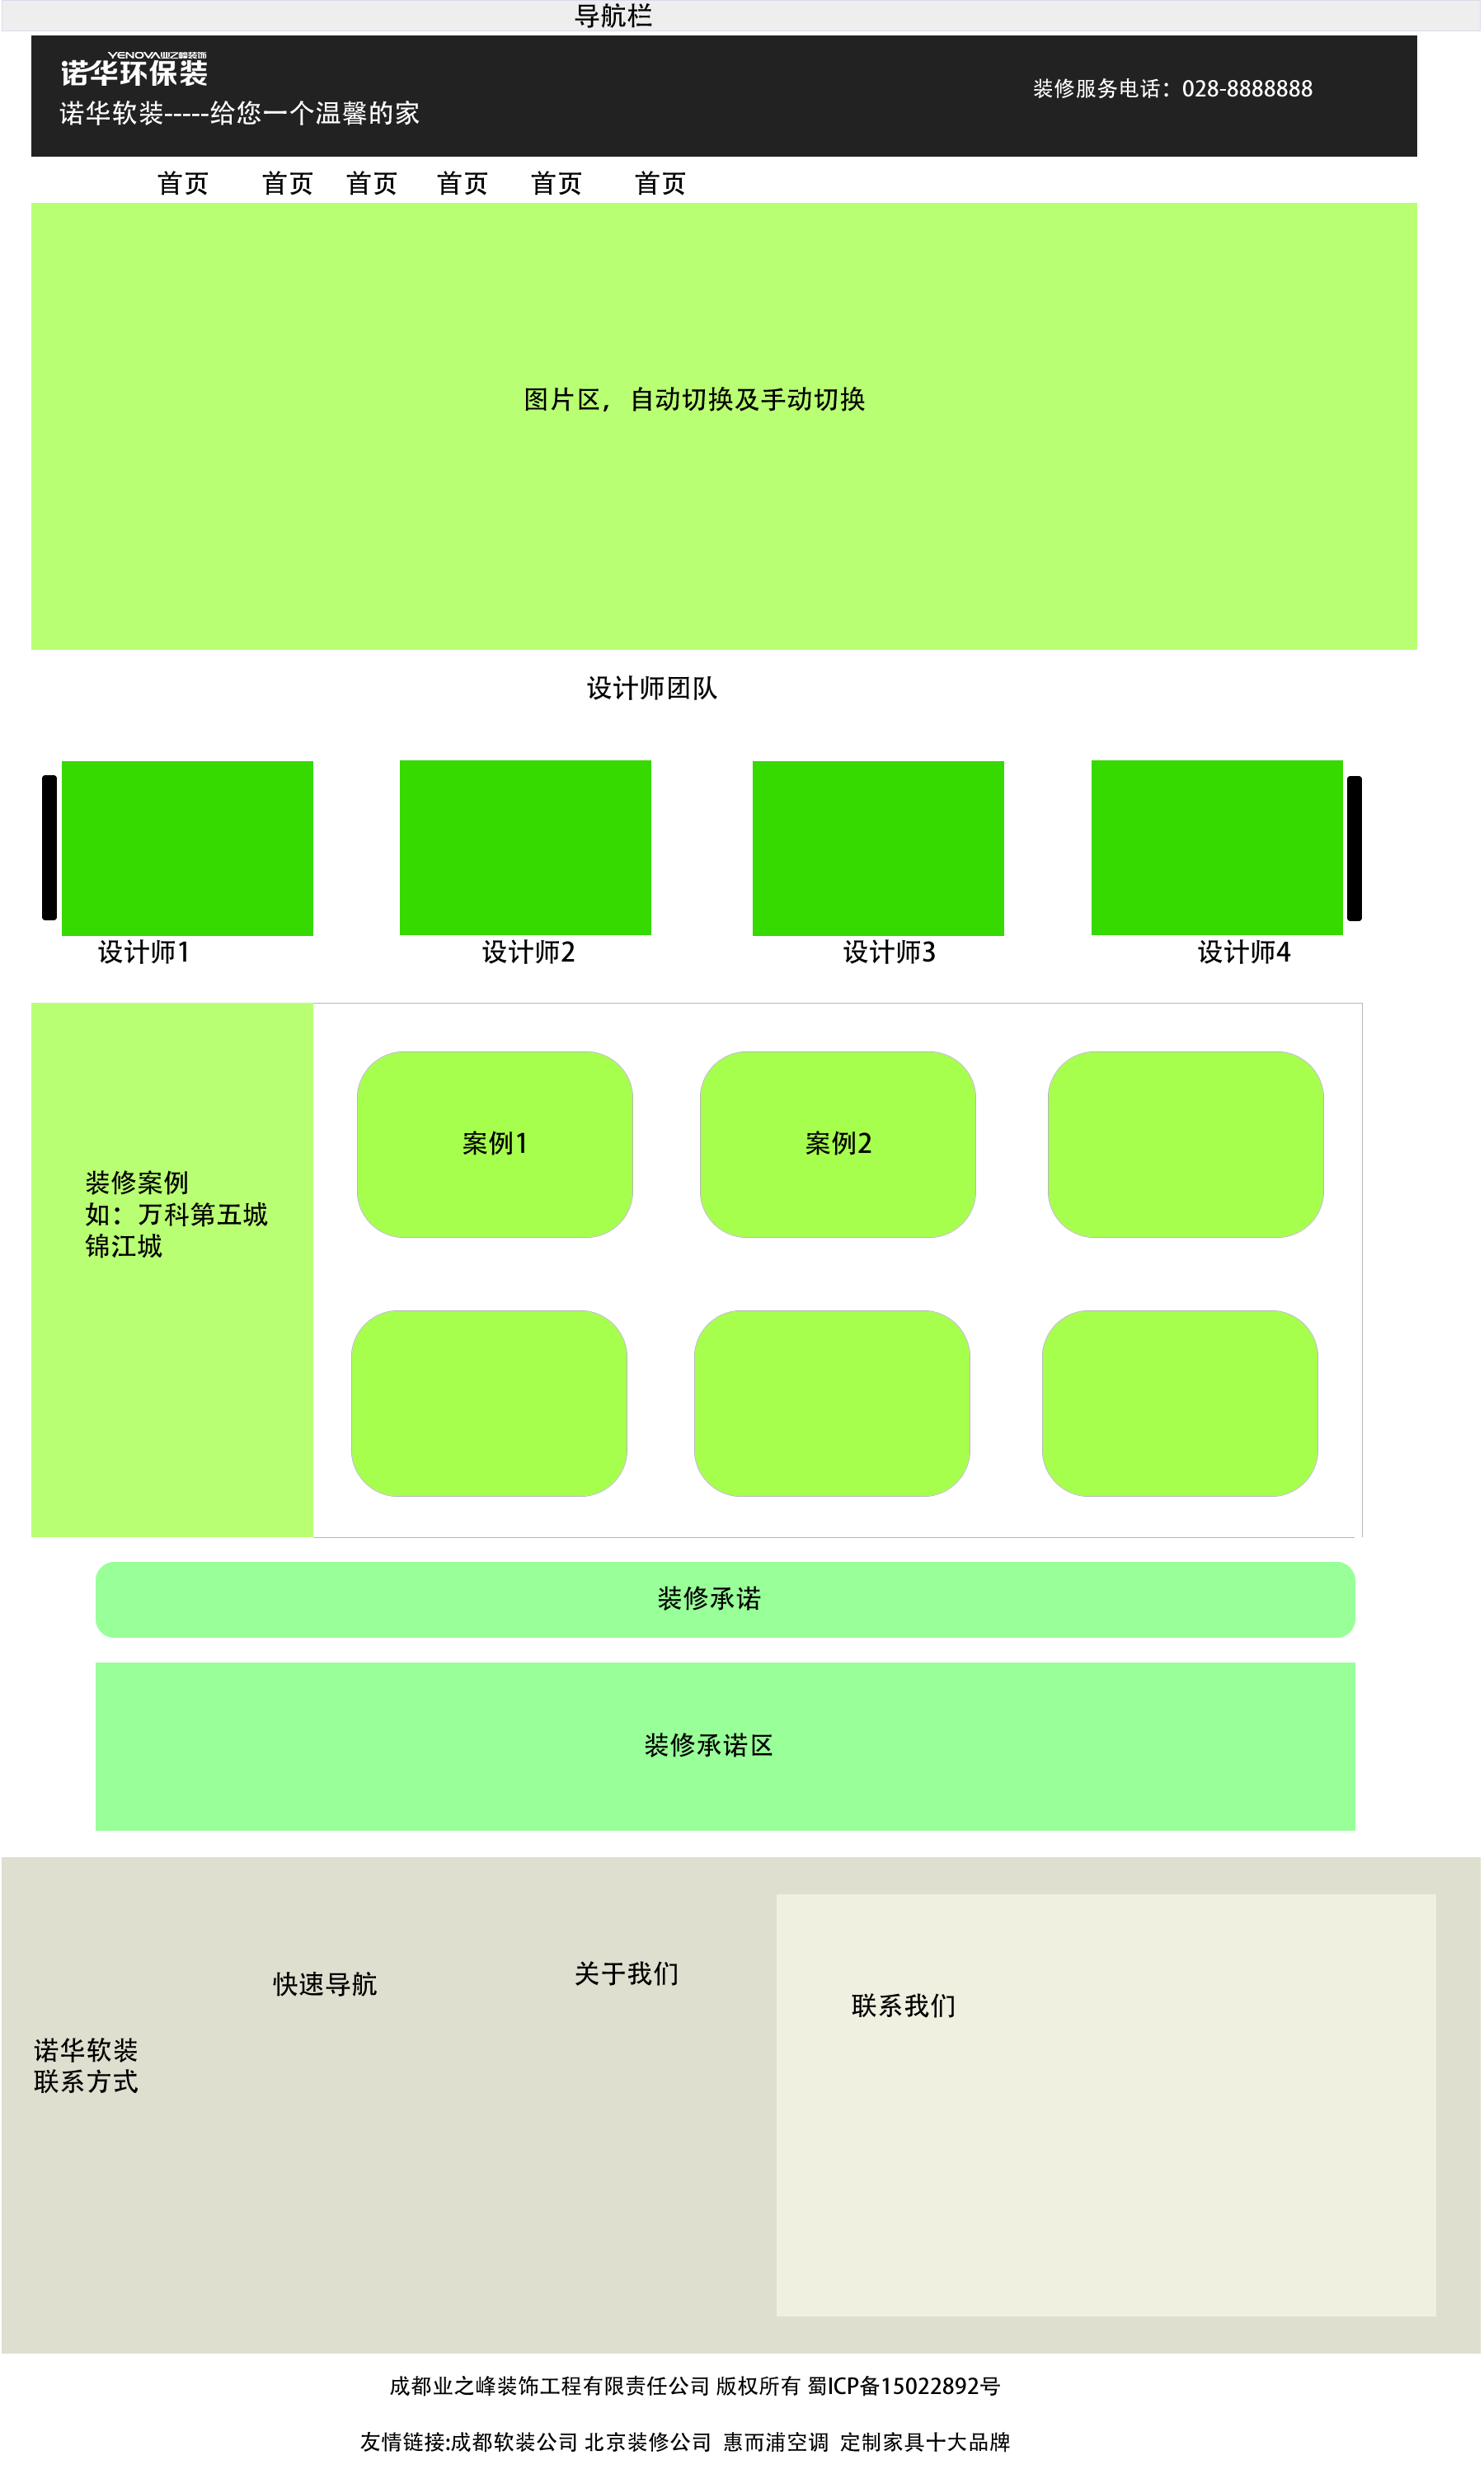 导航栏
YENOVA业之峰装饰
诺华环保装
诺华软装-----给您一个温馨的家
装修服务电话：028-8888888
首页 首页 首页 首页 首页 首页
图片区，自动切换及手动切换
设计师团队
设计师1 设计师2 设计师3 设计师4
装修案例
如：万科第五城
锦江城
案例1 案例2
装修承诺
装修承诺区
诺华软装
联系方式
快速导航
关于我们
联系我们
成都业之峰装饰工程有限责任公司 版权所有 蜀ICP备15022892号
友情链接:成都软装公司 北京装修公司 惠而浦空调 定制家具十大品牌